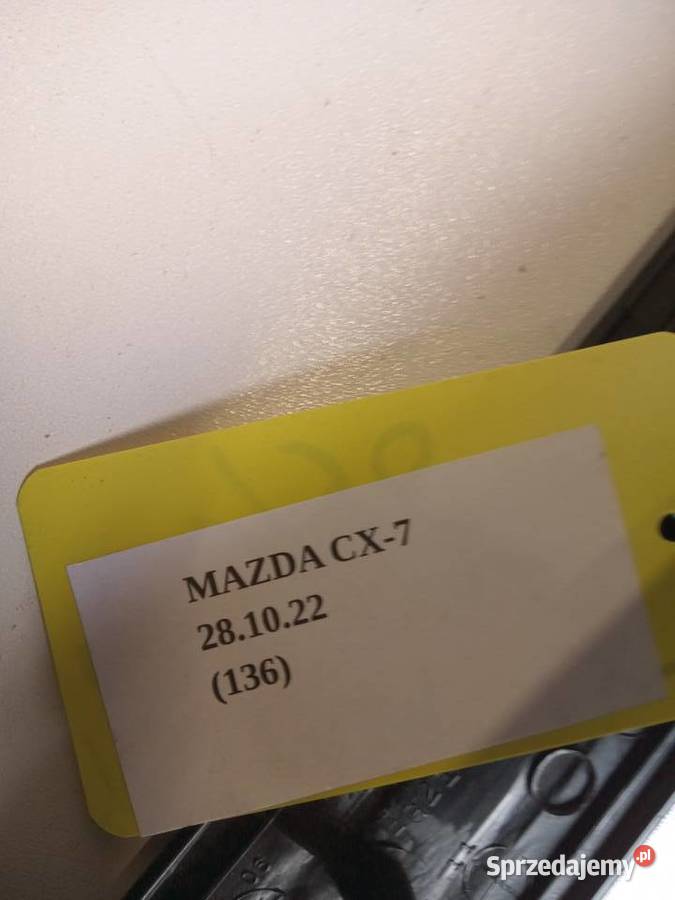 MAZDA CX-7
28.10.22
(136)
Sprzedajemy.pl